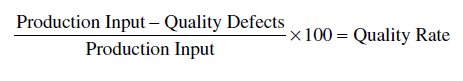 Production Input – Quality Defects
× 100 = Quality Rate
Production Input